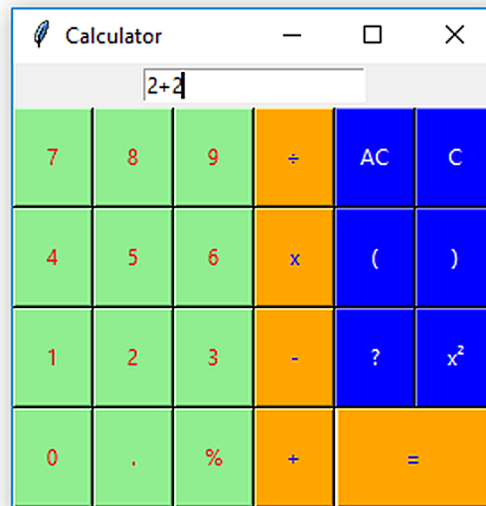 Calculator
2+2
7 8 9 ÷ AC C
4 5 6 x ( )
1 2 3 - ? x²
0 . % + =